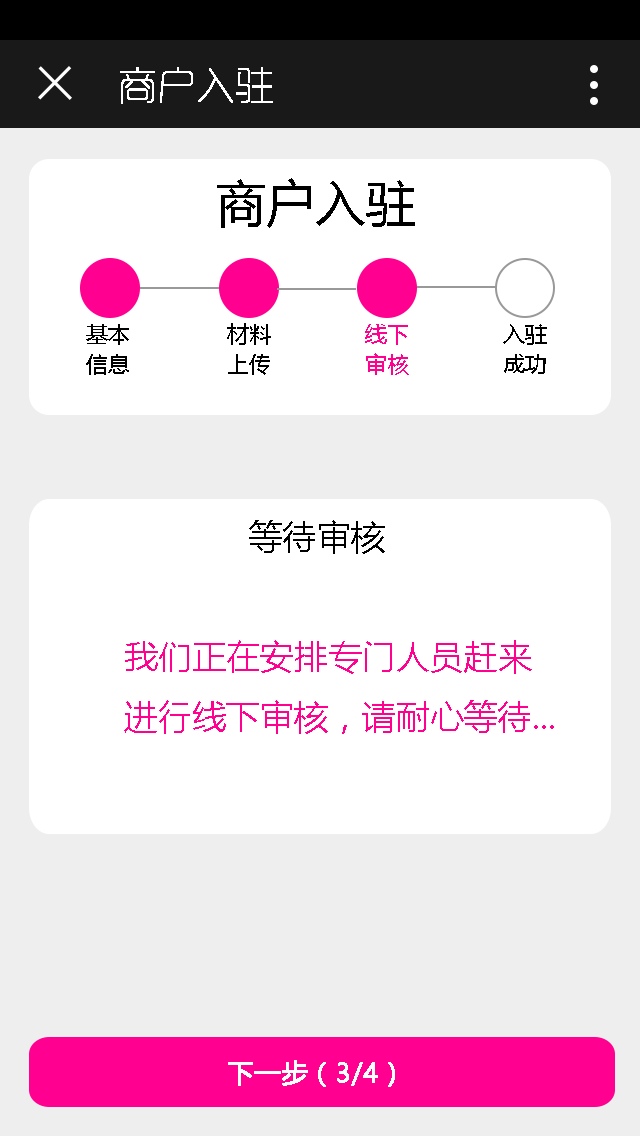 商户入驻
商户入驻
基本
信息
材料
上传
线下
审核
入驻
成功
等待审核
我们正在安排专门人员赶来
进行线下审核，请耐心等待...
下一步（3/4）